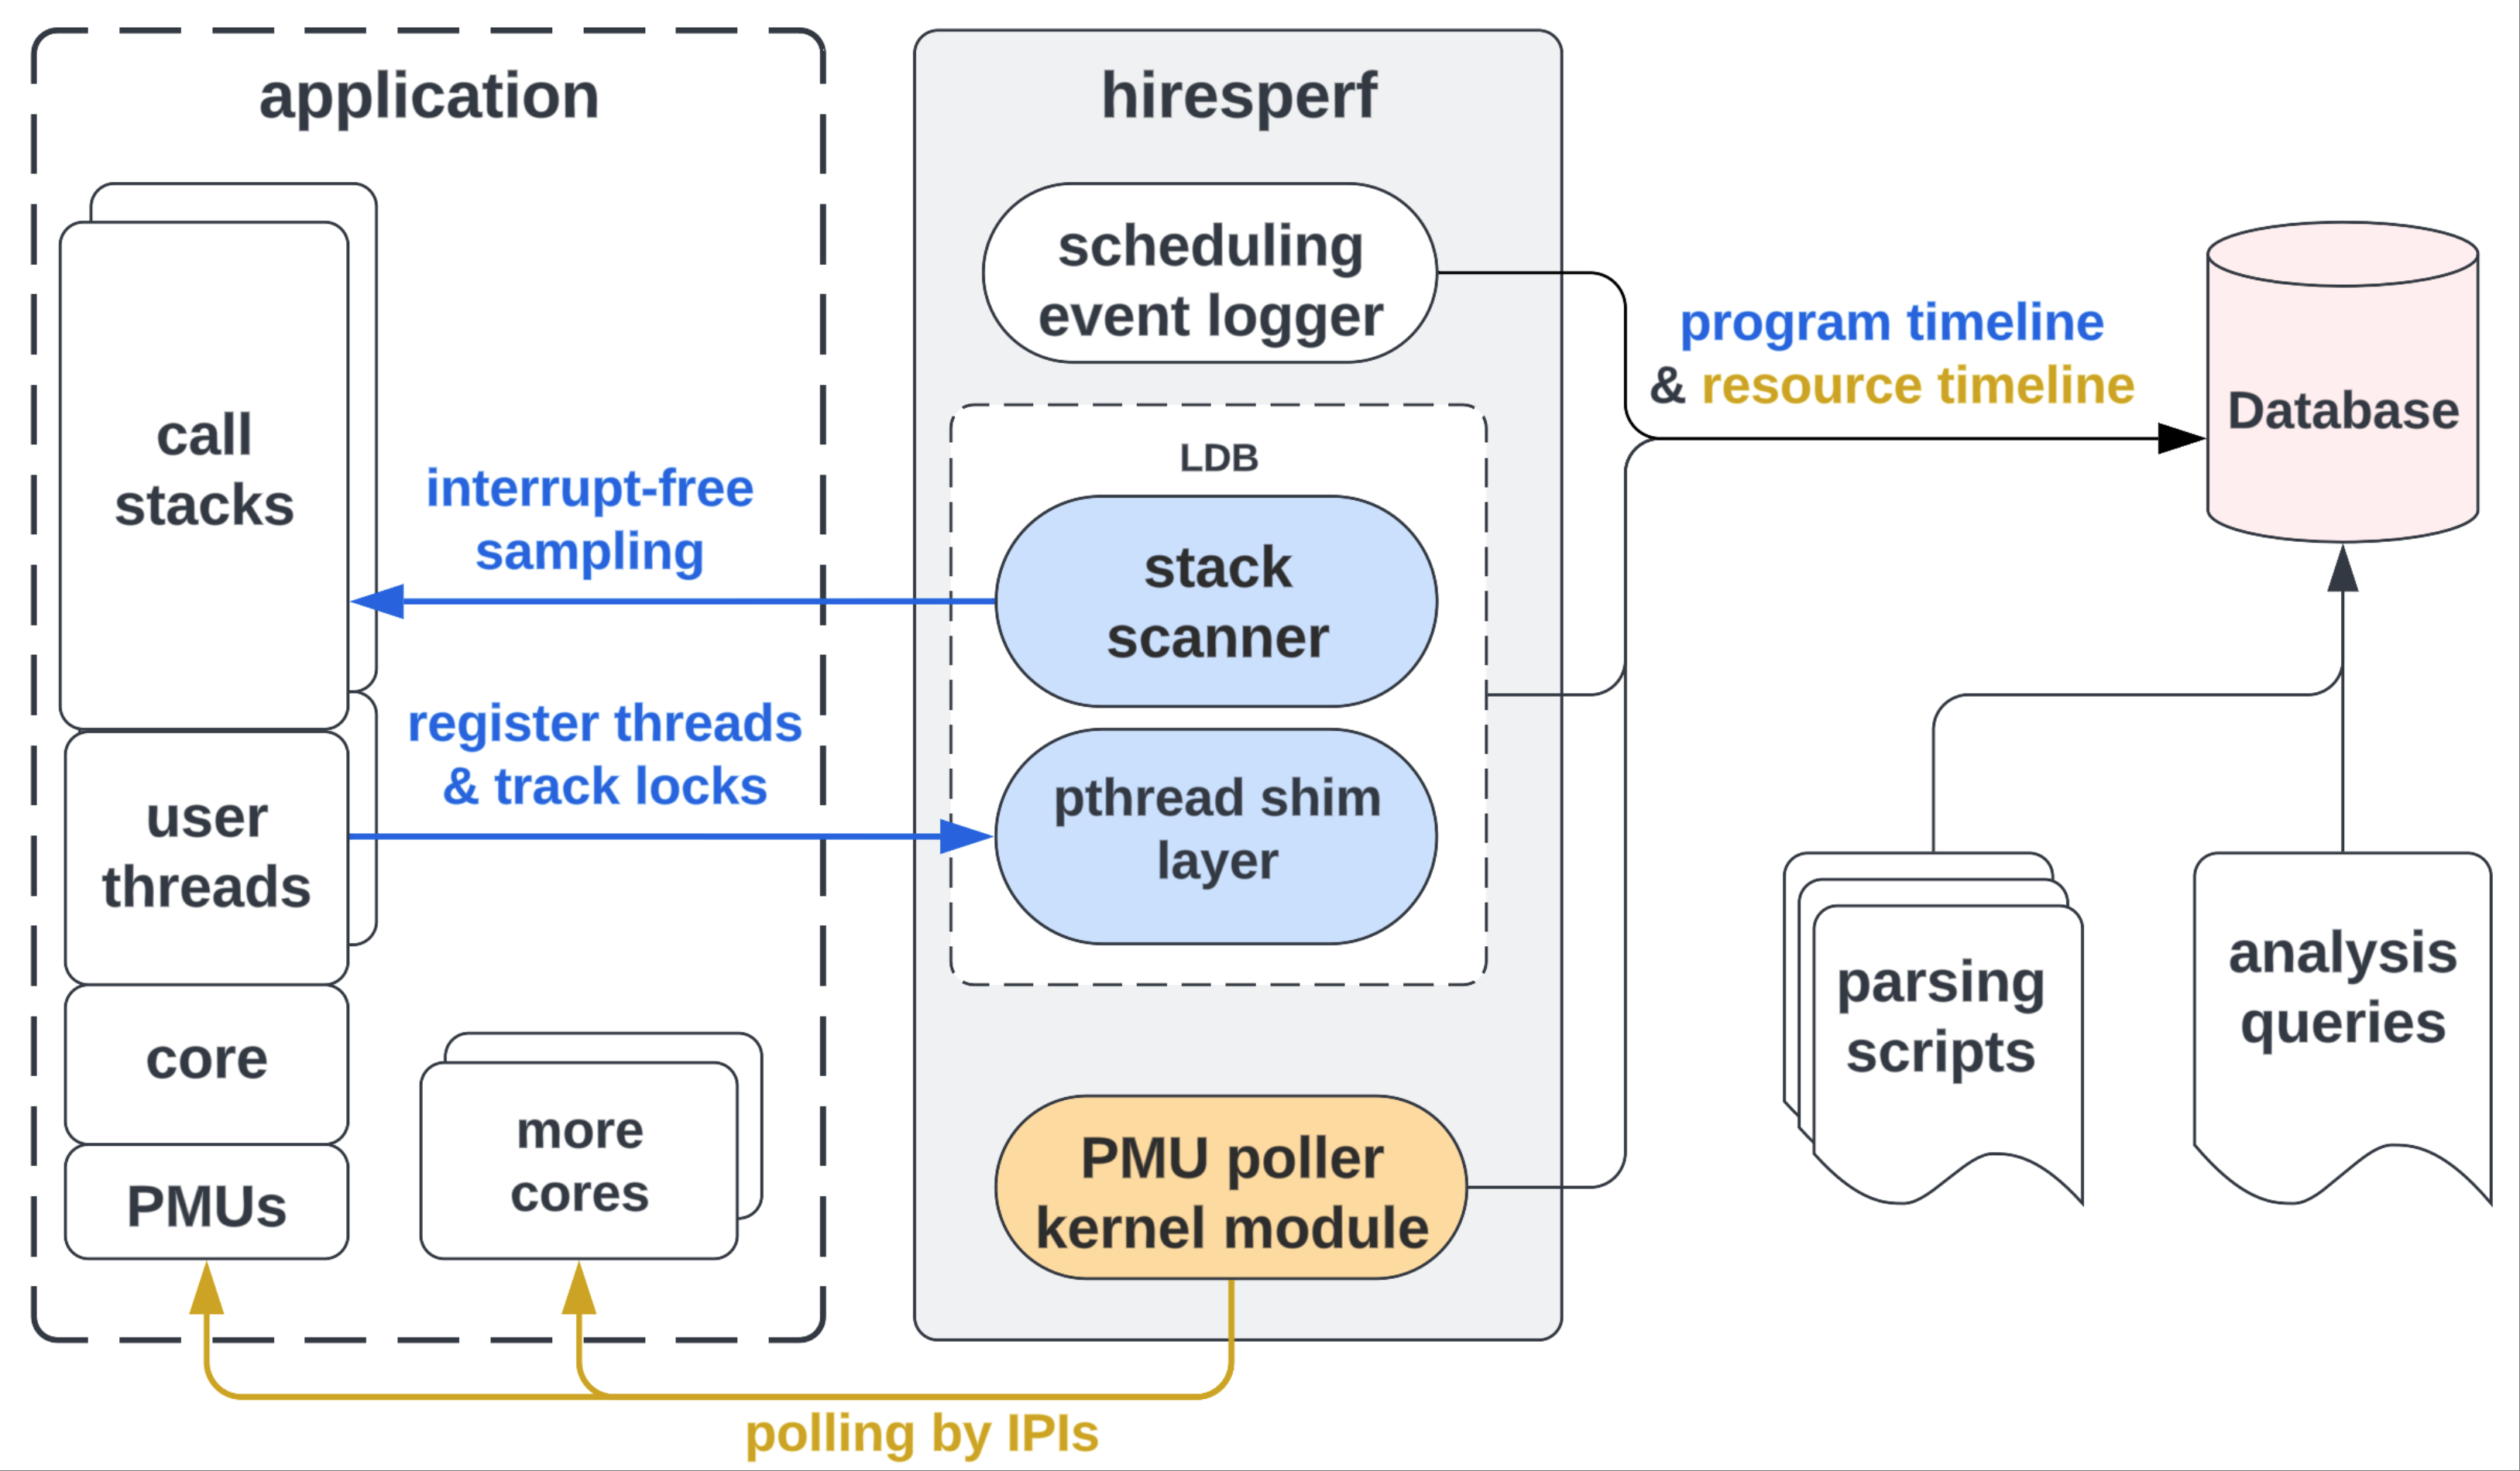 application
call
stacks
interrupt-free
sampling
register threads
& track locks
user
threads
core
PMUs
more
cores
hiresperf
scheduling
event logger
LDB
stack
scanner
pthread shim
layer
PMU poller
kernel module
polling by IPIs
program timeline
& resource timeline
Database
parsing
scripts
analysis
queries